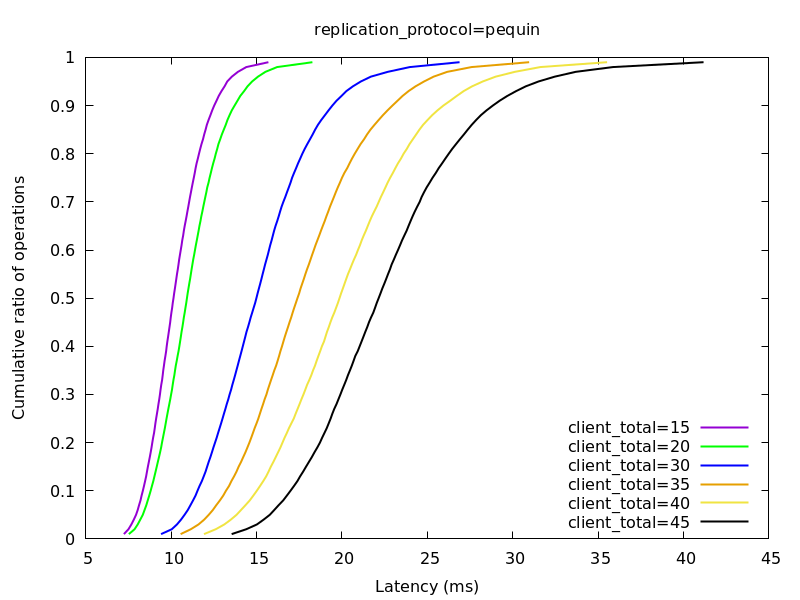 replication_protocol=pequin
1
0.9
0.8
0.7
0.6
0.5
0.4
0.3
0.2
0.1
0
Cumulative ratio of operations
client_total=15
client_total=20
client_total=30
client_total=35
client_total=40
client_total=45
5 10 15 20 25 30 35 40 45
Latency (ms)